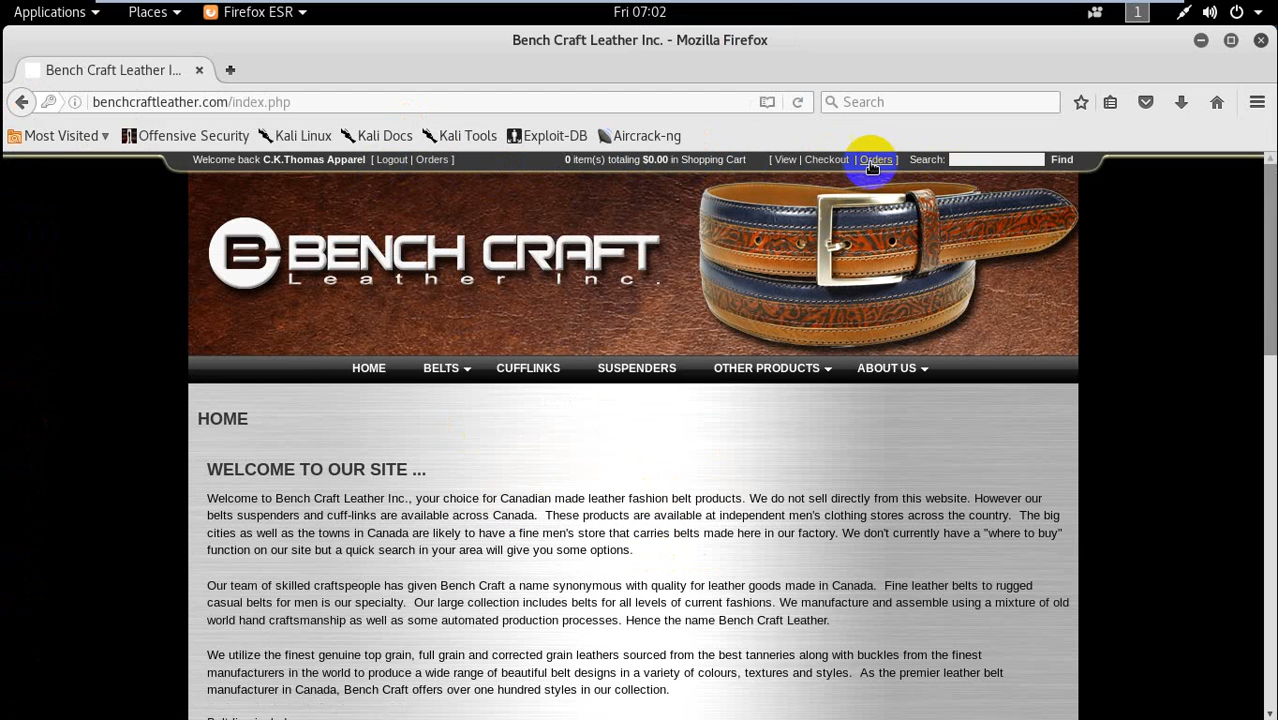 Applications Places Firefox ESR Fri 07:02 1
Bench Craft Leather Inc. - Mozilla Firefox
Bench Craft Leather I...
benchcraftleather.com/index.php Search
Most Visited Offensive Security Kali Linux Kali Docs Kali Tools Exploit-DB Aircrack-ng
Welcome back C.K.Thomas Apparel [ Logout | Orders ] 0 item(s) totaling $0.00 in Shopping Cart [ View | Checkout | Orders ] Search: Find
BENCH CRAFT
Leather Inc.
HOME BELTS CUFFLINKS SUSPENDERS OTHER PRODUCTS ABOUT US
HOME
WELCOME TO OUR SITE ...
Welcome to Bench Craft Leather Inc., your choice for Canadian made leather fashion belt products. We do not sell directly from this website. However our
belts suspenders and cuff-links are available across Canada. These products are available at independent men's clothing stores across the country. The big
cities as well as the towns in Canada are likely to have a fine men's store that carries belts made here in our factory. We don't currently have a "where to buy"
function on our site but a quick search in your area will give you some options.
Our team of skilled craftspeople has given Bench Craft a name synonymous with quality for leather goods made in Canada. Fine leather belts to rugged
casual belts for men is our specialty. Our large collection includes belts for all levels of current fashions. We manufacture and assemble using a mixture of old
world hand craftsmanship as well as some automated production processes. Hence the name Bench Craft Leather.
We utilize the finest genuine top grain, full grain and corrected grain leathers sourced from the best tanneries along with buckles from the finest
manufacturers in the world to produce a wide range of beautiful belt designs in a variety of colours, textures and styles. As the premier leather belt
manufacturer in Canada, Bench Craft offers over one hundred styles in our collection.